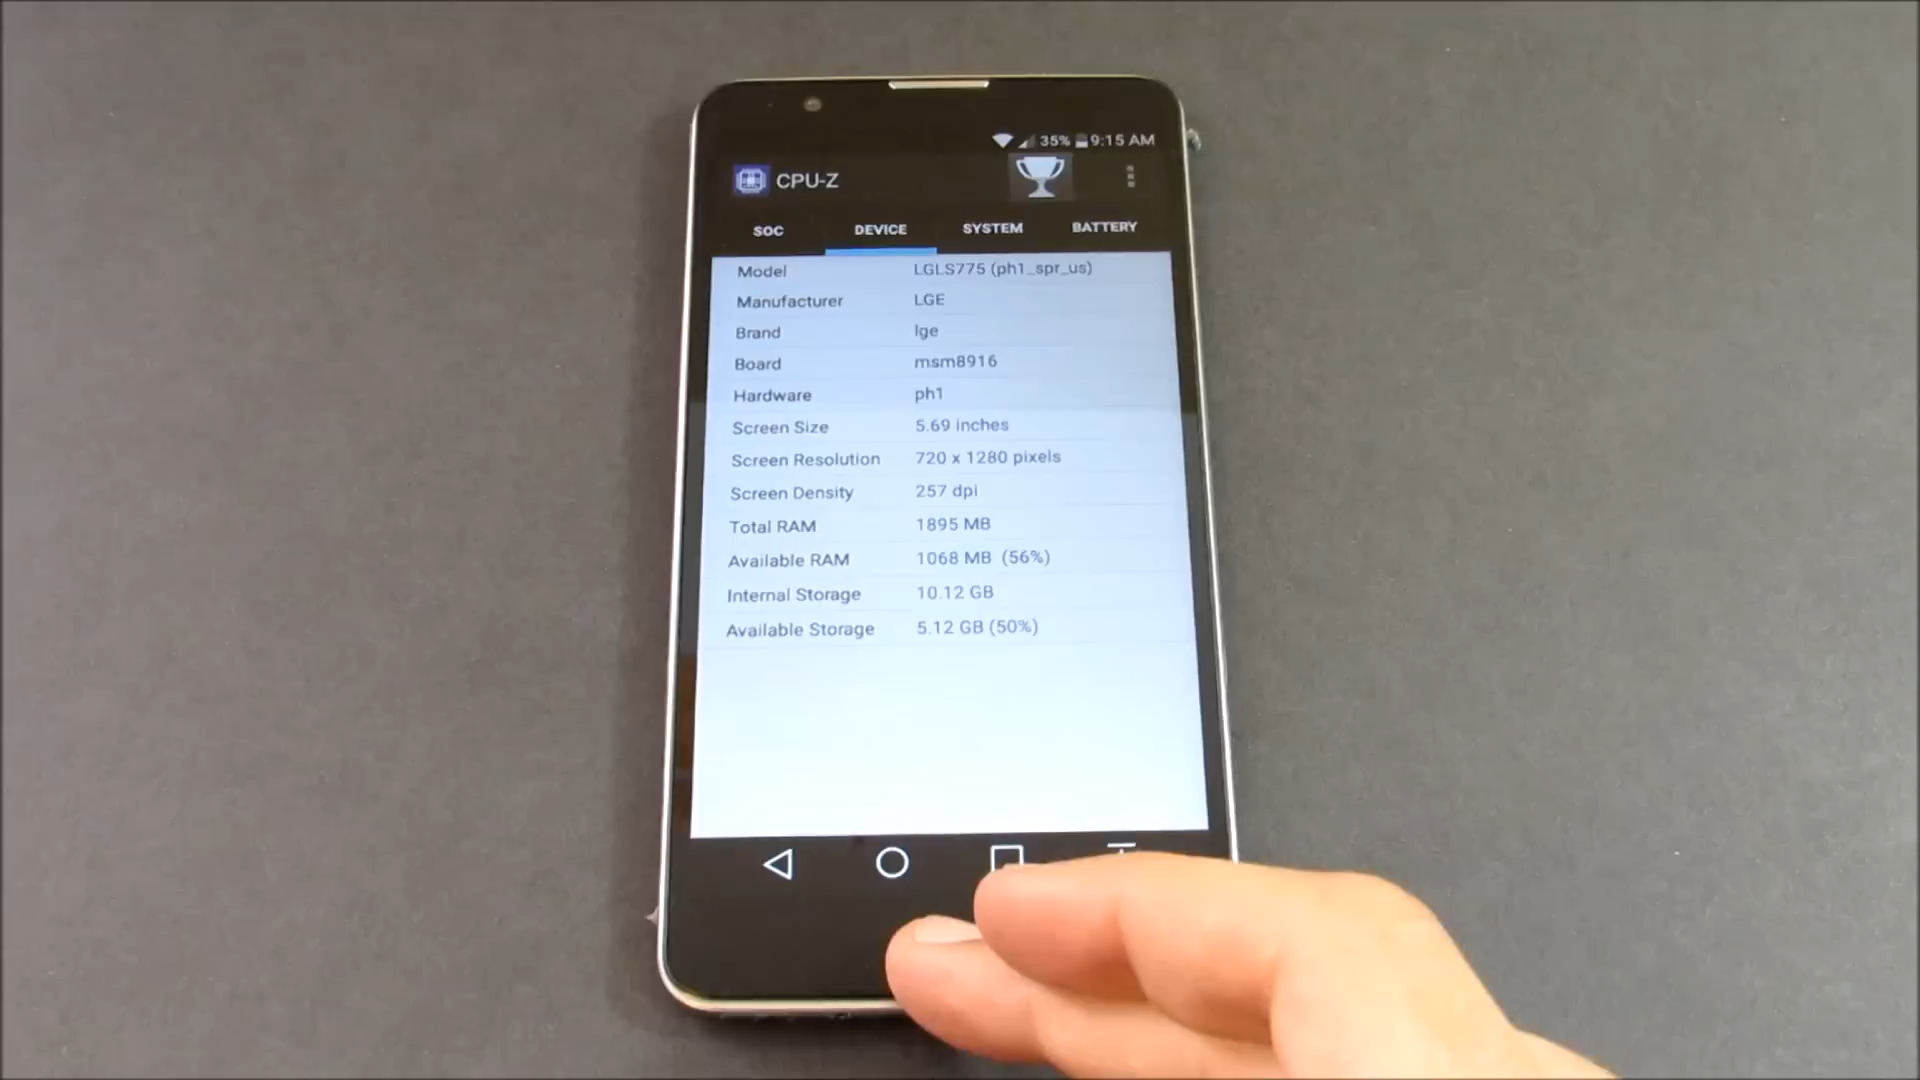 35% 9:15 AM
CPU-Z
SOC DEVICE SYSTEM BATTERY
Model LGLS775 (ph1_spr_us)
Manufacturer LGE
Brand lge
Board msm8916
Hardware ph1
Screen Size 5.69 inches
Screen Resolution 720 x 1280 pixels
Screen Density 257 dpi
Total RAM 1895 MB
Available RAM 1068 MB (56%)
Internal Storage 10.12 GB
Available Storage 5.12 GB (50%)